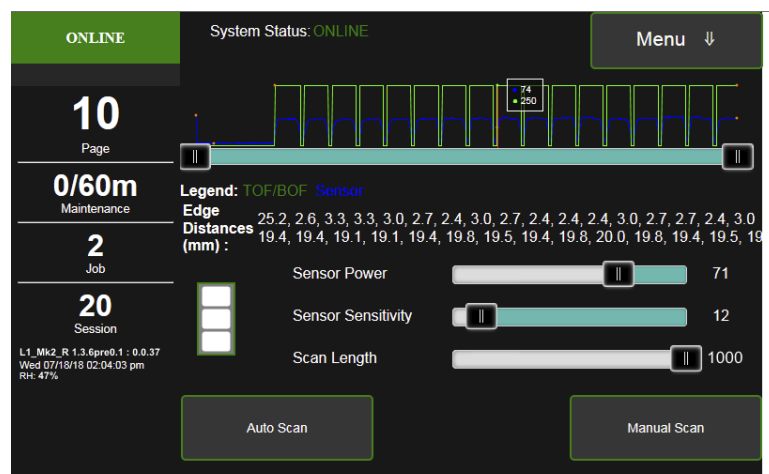 ONLINE
System Status: ONLINE
Menu ⇓
10
Page
0/60m
Maintenance
2
Job
20
Session
L1_Mk2_R 1.3.6pre0.1 : 0.0.37
Wed 07/18/18 02:04:03 pm
RH: 47%
74
250
Legend: TOF/BOF Sensor
Edge Distances (mm) :
25.2, 2.6, 3.3, 3.3, 3.0, 2.7, 2.4, 3.0, 2.7, 2.4, 2.4, 2.4, 3.0, 2.7, 2.7, 2.4, 3.0
19.4, 19.4, 19.1, 19.1, 19.4, 19.8, 19.5, 19.4, 19.4, 19.8, 20.0, 19.8, 19.4, 19.5, 19
Sensor Power 71
Sensor Sensitivity 12
Scan Length 1000
Auto Scan
Manual Scan